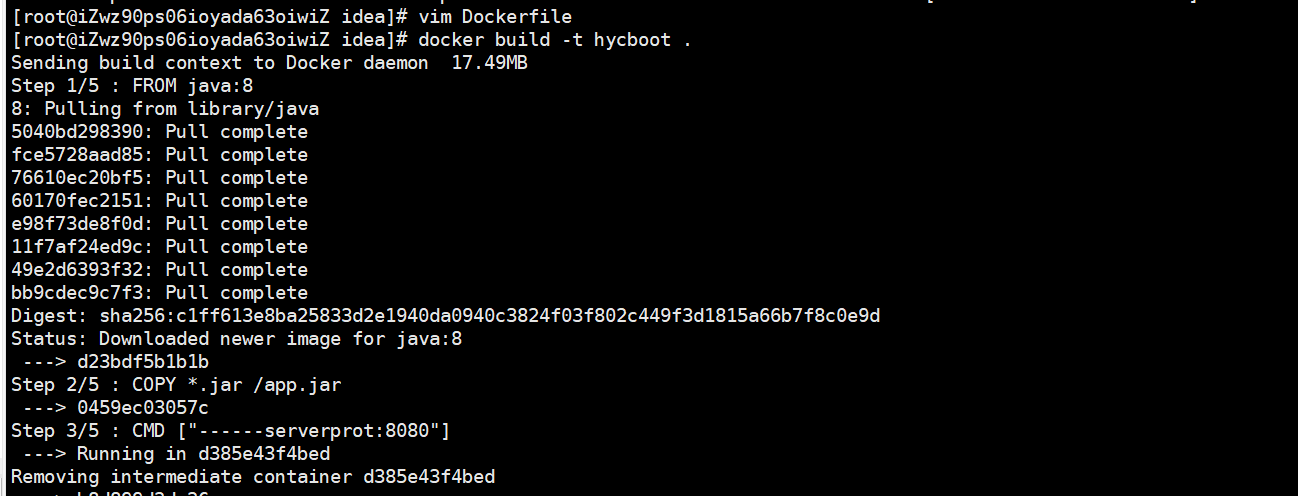 [root@iZwz90ps06ioyada63oiwiZ idea]# vim Dockerfile
[root@iZwz90ps06ioyada63oiwiZ idea]# docker build -t hycboot .
Sending build context to Docker daemon  17.49MB
Step 1/5 : FROM java:8
8: Pulling from library/java
5040bd298390: Pull complete
fce5728aad85: Pull complete
76610ec20bf5: Pull complete
60170fec2151: Pull complete
e98f73de8f0d: Pull complete
11f7af24ed9c: Pull complete
49e2d6393f32: Pull complete
bb9cdec9c7f3: Pull complete
Digest: sha256:c1ff613e8ba25833d2e1940da0940c3824f03f802c449f3d1815a66b7f8c0e9d
Status: Downloaded newer image for java:8
 ---> d23bdf5b1b1b
Step 2/5 : COPY *.jar /app.jar
 ---> 0459ec03057c
Step 3/5 : CMD ["------serverprot:8080"]
 ---> Running in d385e43f4bed
Removing intermediate container d385e43f4bed